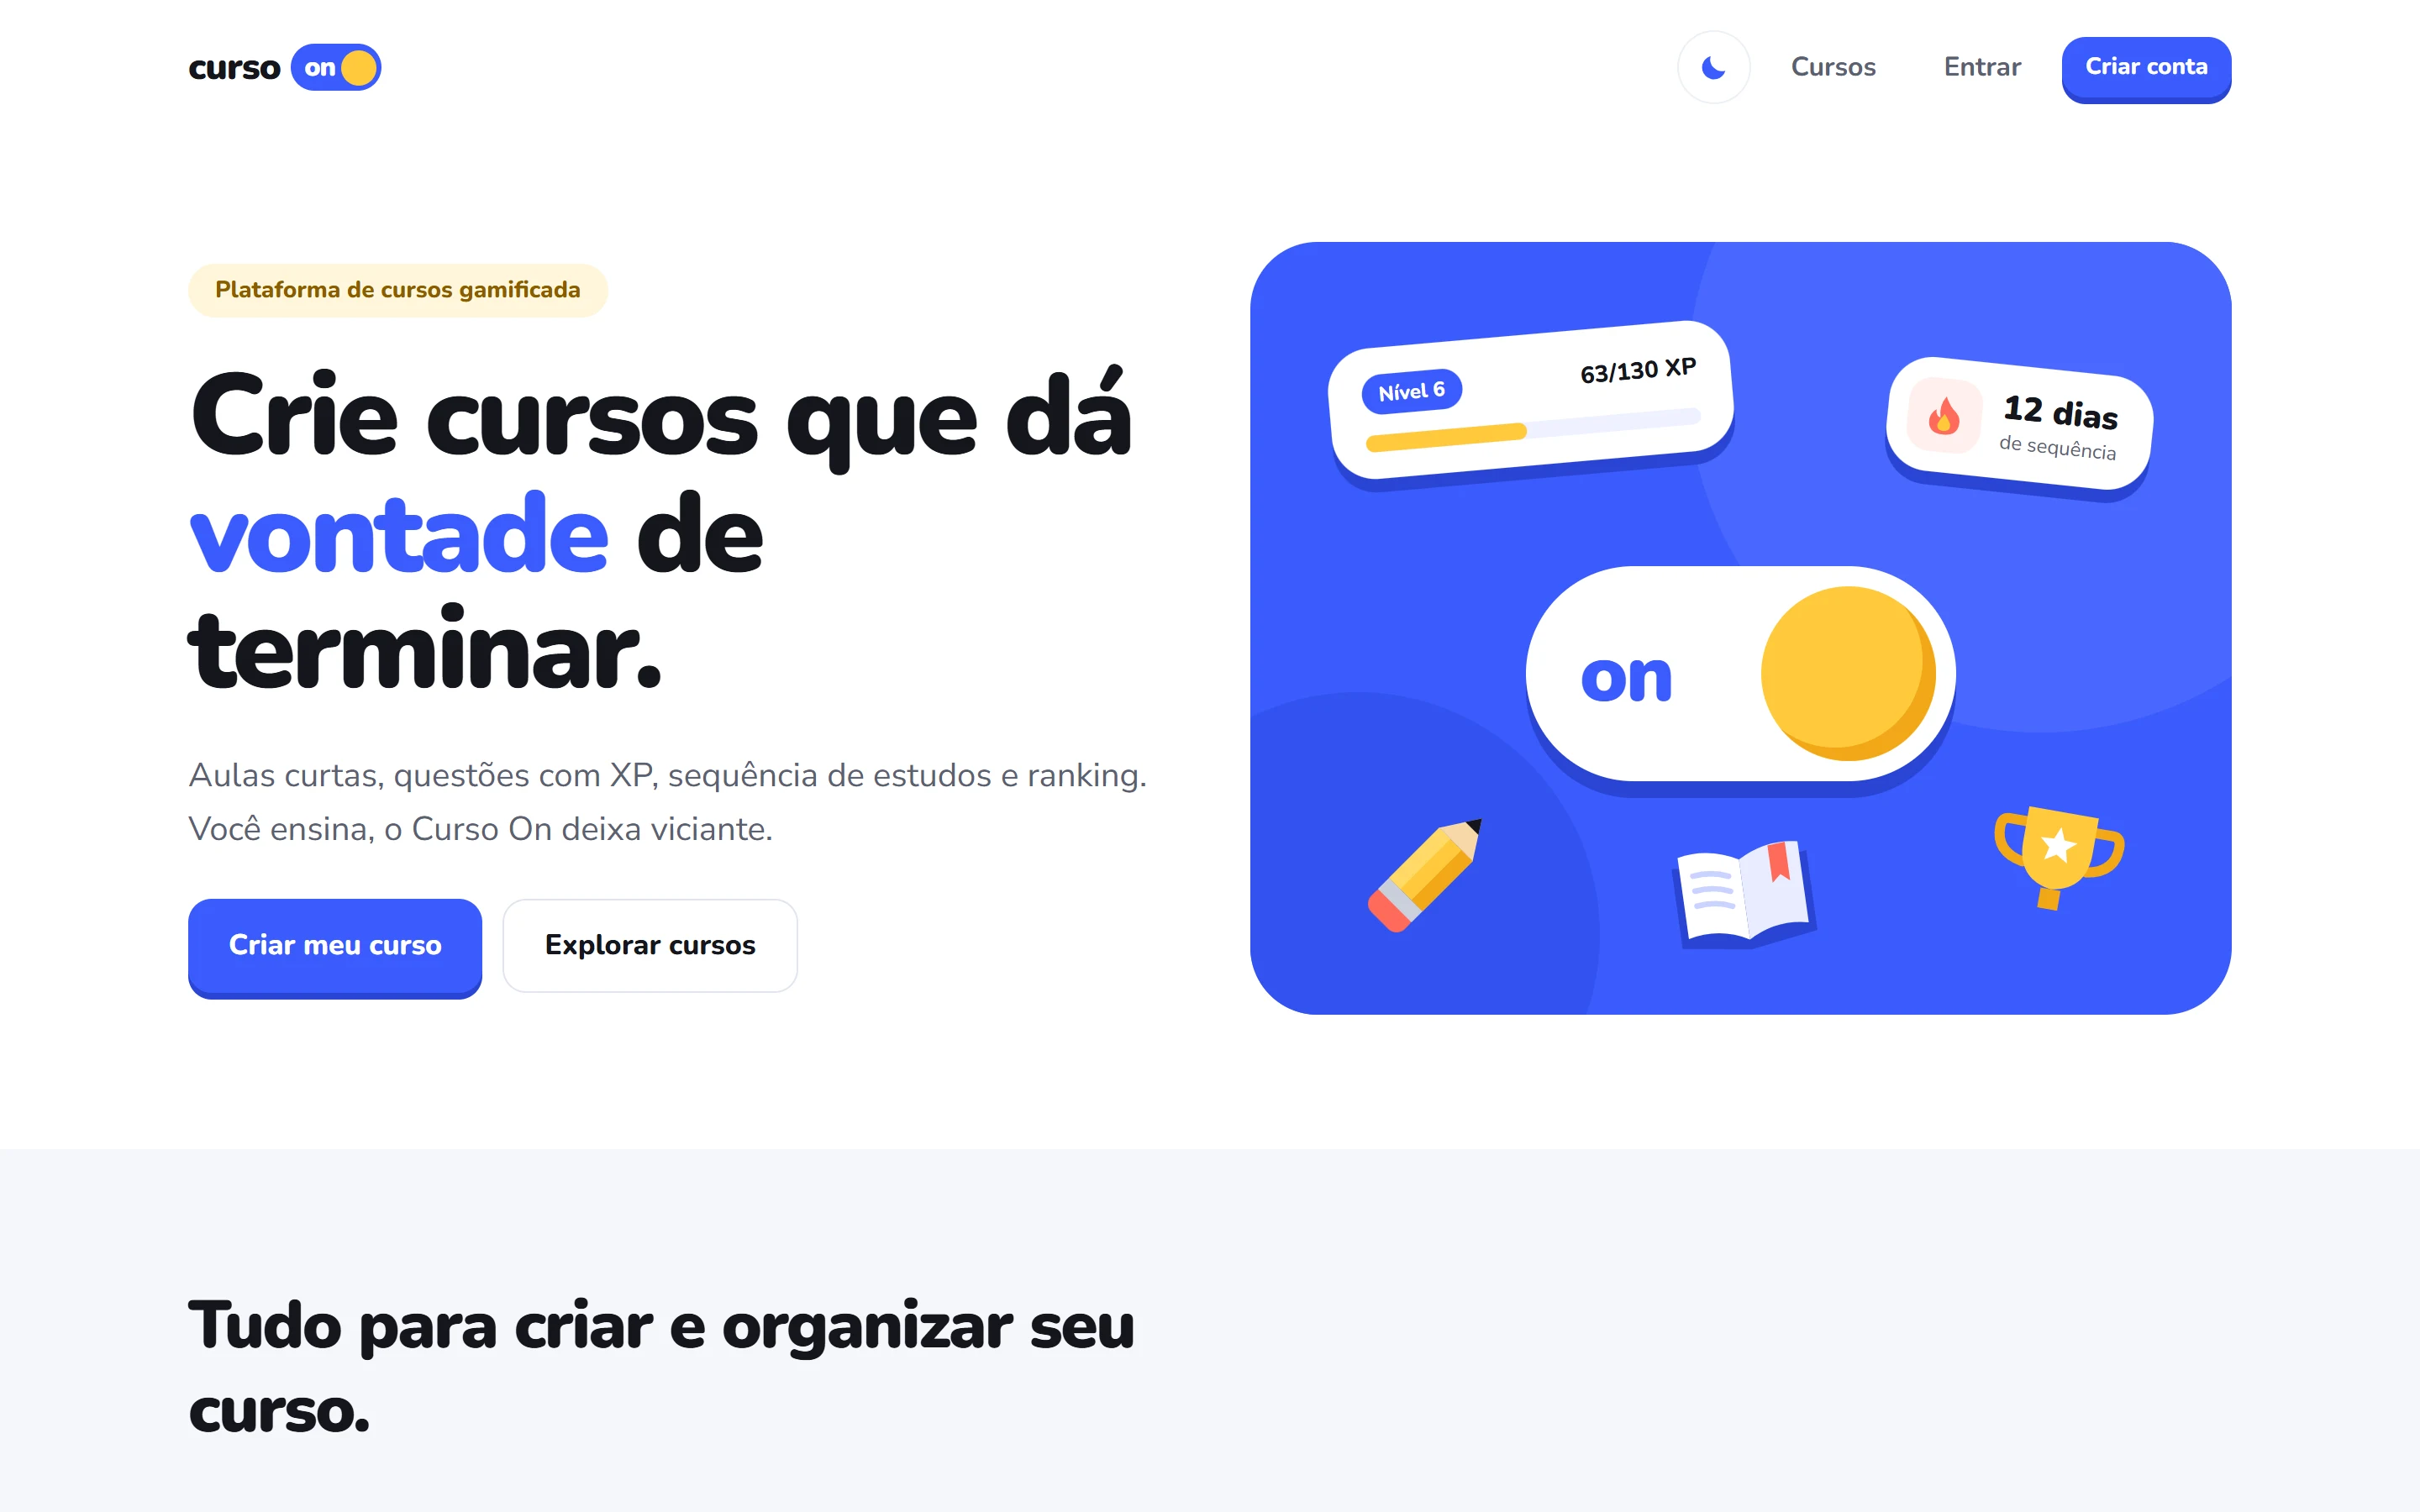 curso on
Cursos
Entrar
Criar conta
Plataforma de cursos gamificada
Crie cursos que dá
vontade de
terminar.
Aulas curtas, questões com XP, sequência de estudos e ranking.
Você ensina, o Curso On deixa viciante.
Criar meu curso
Explorar cursos
Nível 6
63/130 XP
12 dias
de sequência
on
Tudo para criar e organizar seu
curso.